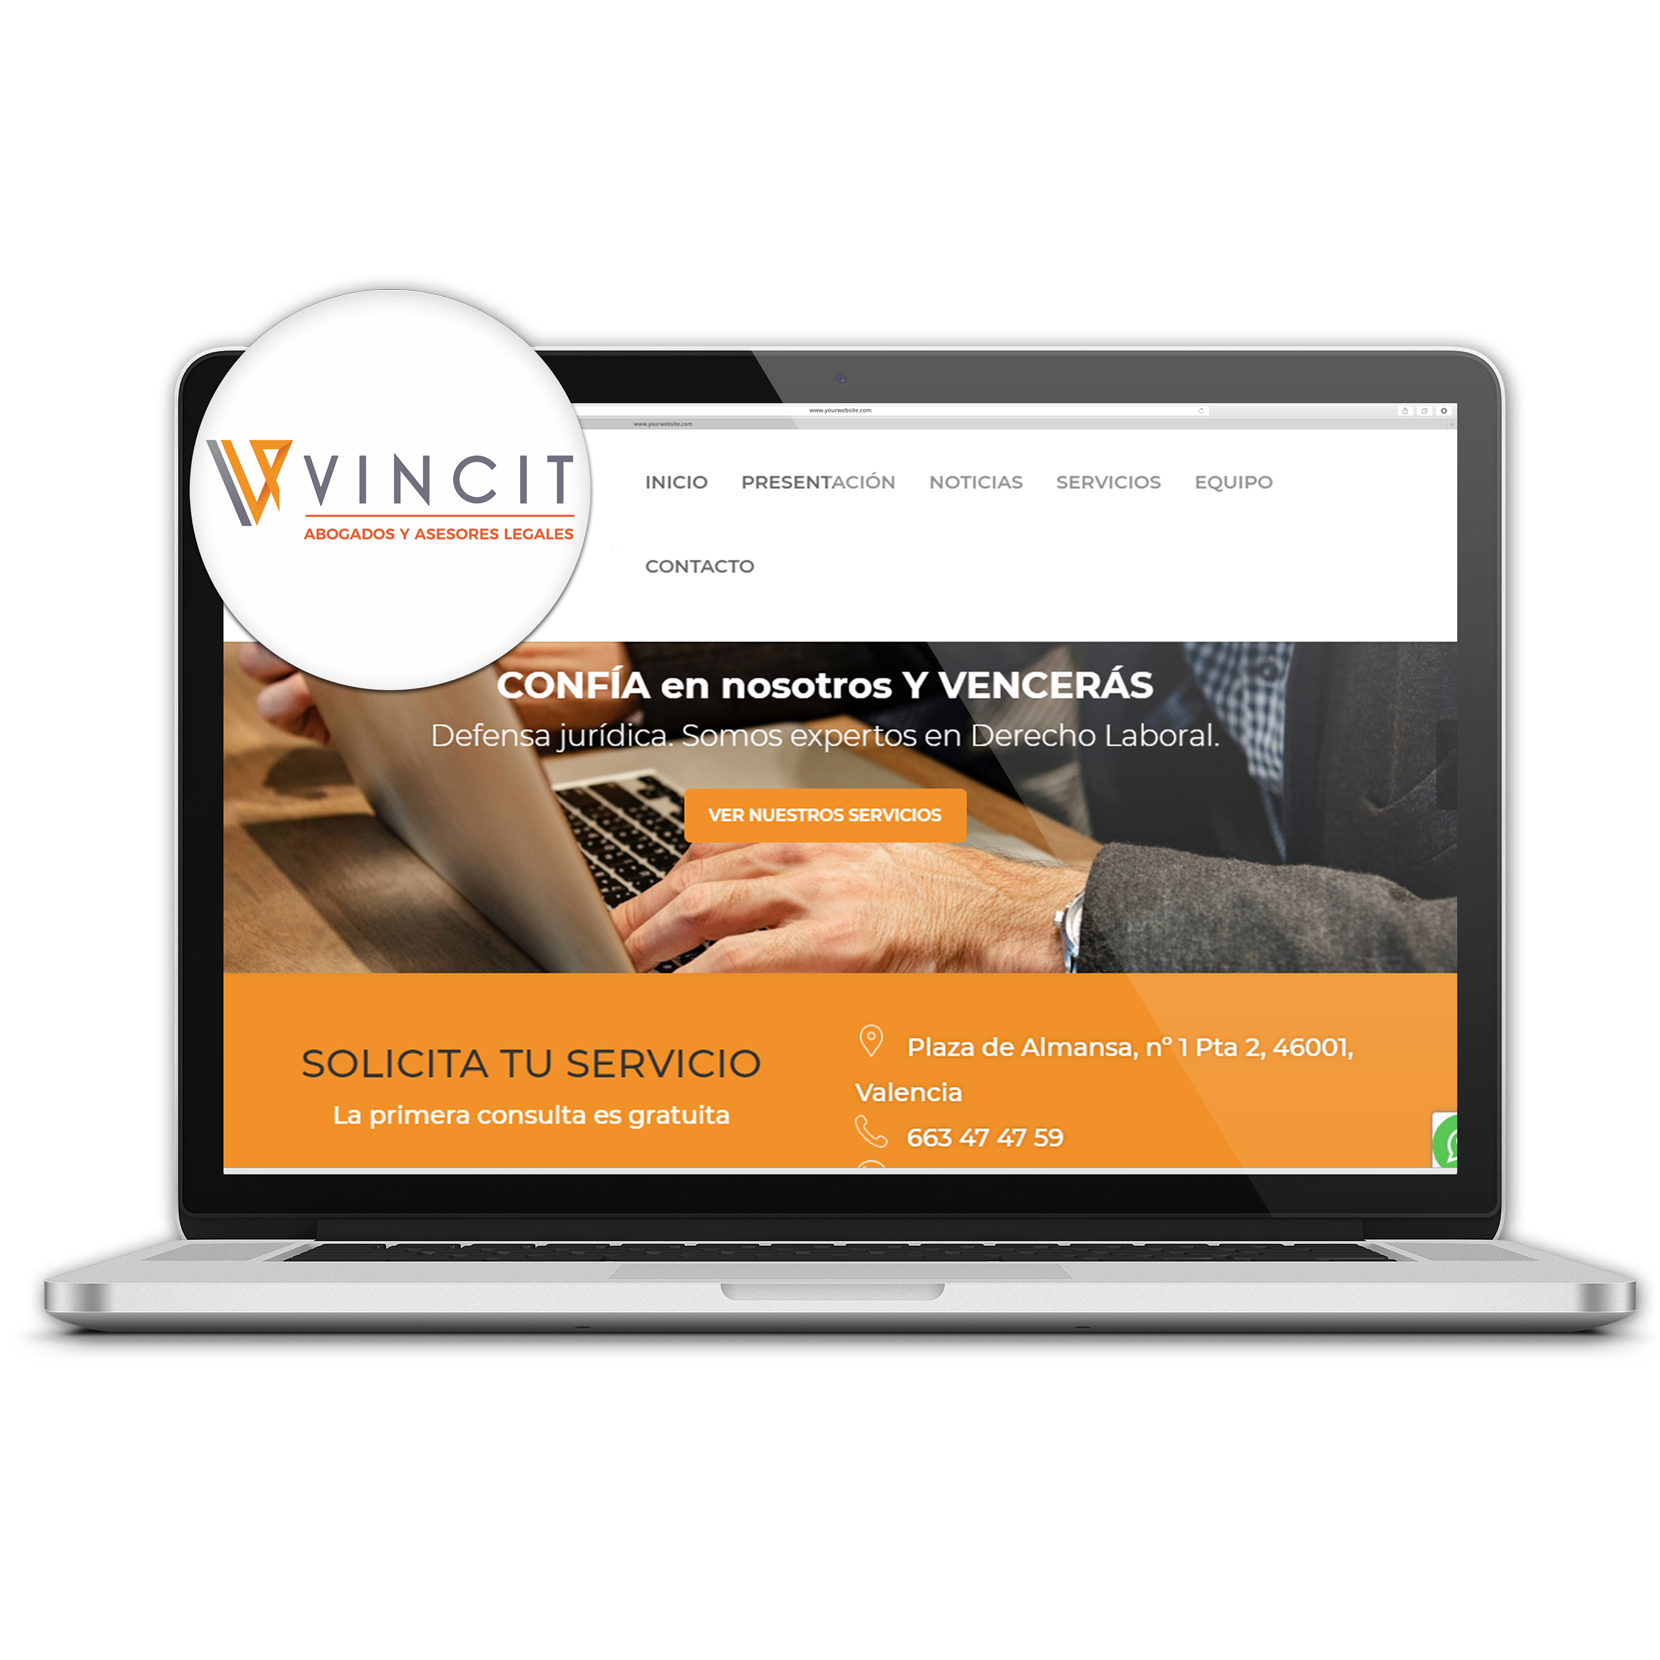 www.yourwebsite.com
www.yourwebsite.com
VINCIT
ABOGADOS Y ASESORES LEGALES
INICIO PRESENTACIÓN NOTICIAS SERVICIOS EQUIPO
CONTACTO
CONFÍA en nosotros Y VENCERÁS
Defensa jurídica. Somos expertos en Derecho Laboral.
VER NUESTROS SERVICIOS
SOLICITA TU SERVICIO
La primera consulta es gratuita
Plaza de Almansa, nº 1 Pta 2, 46001,
Valencia
663 47 47 59